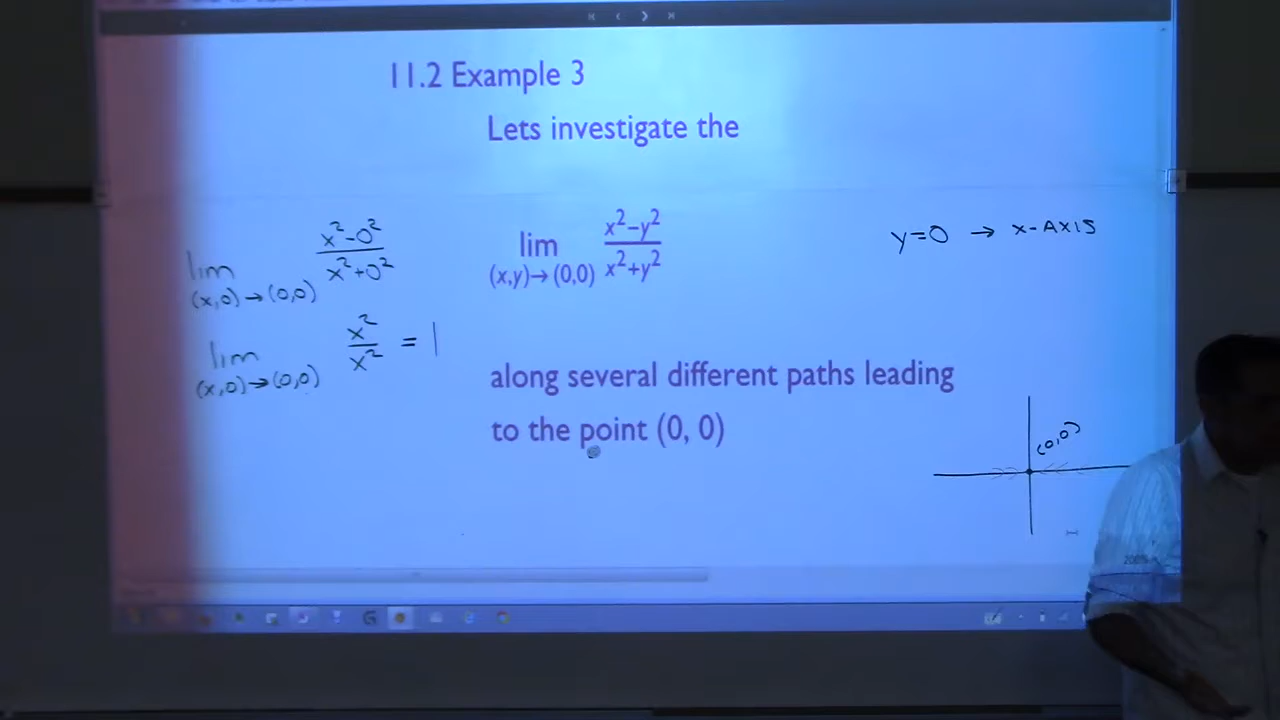 11.2 Example 3
Lets investigate the
lim (x,y)→(0,0) x²-y² / x²+y²
along several different paths leading
to the point (0, 0)
lim (x,0)→(0,0) x²-0² / x²+0²
lim (x,0)→(0,0) x² / x² = 1
y=0 → x-AXIS
(0,0)